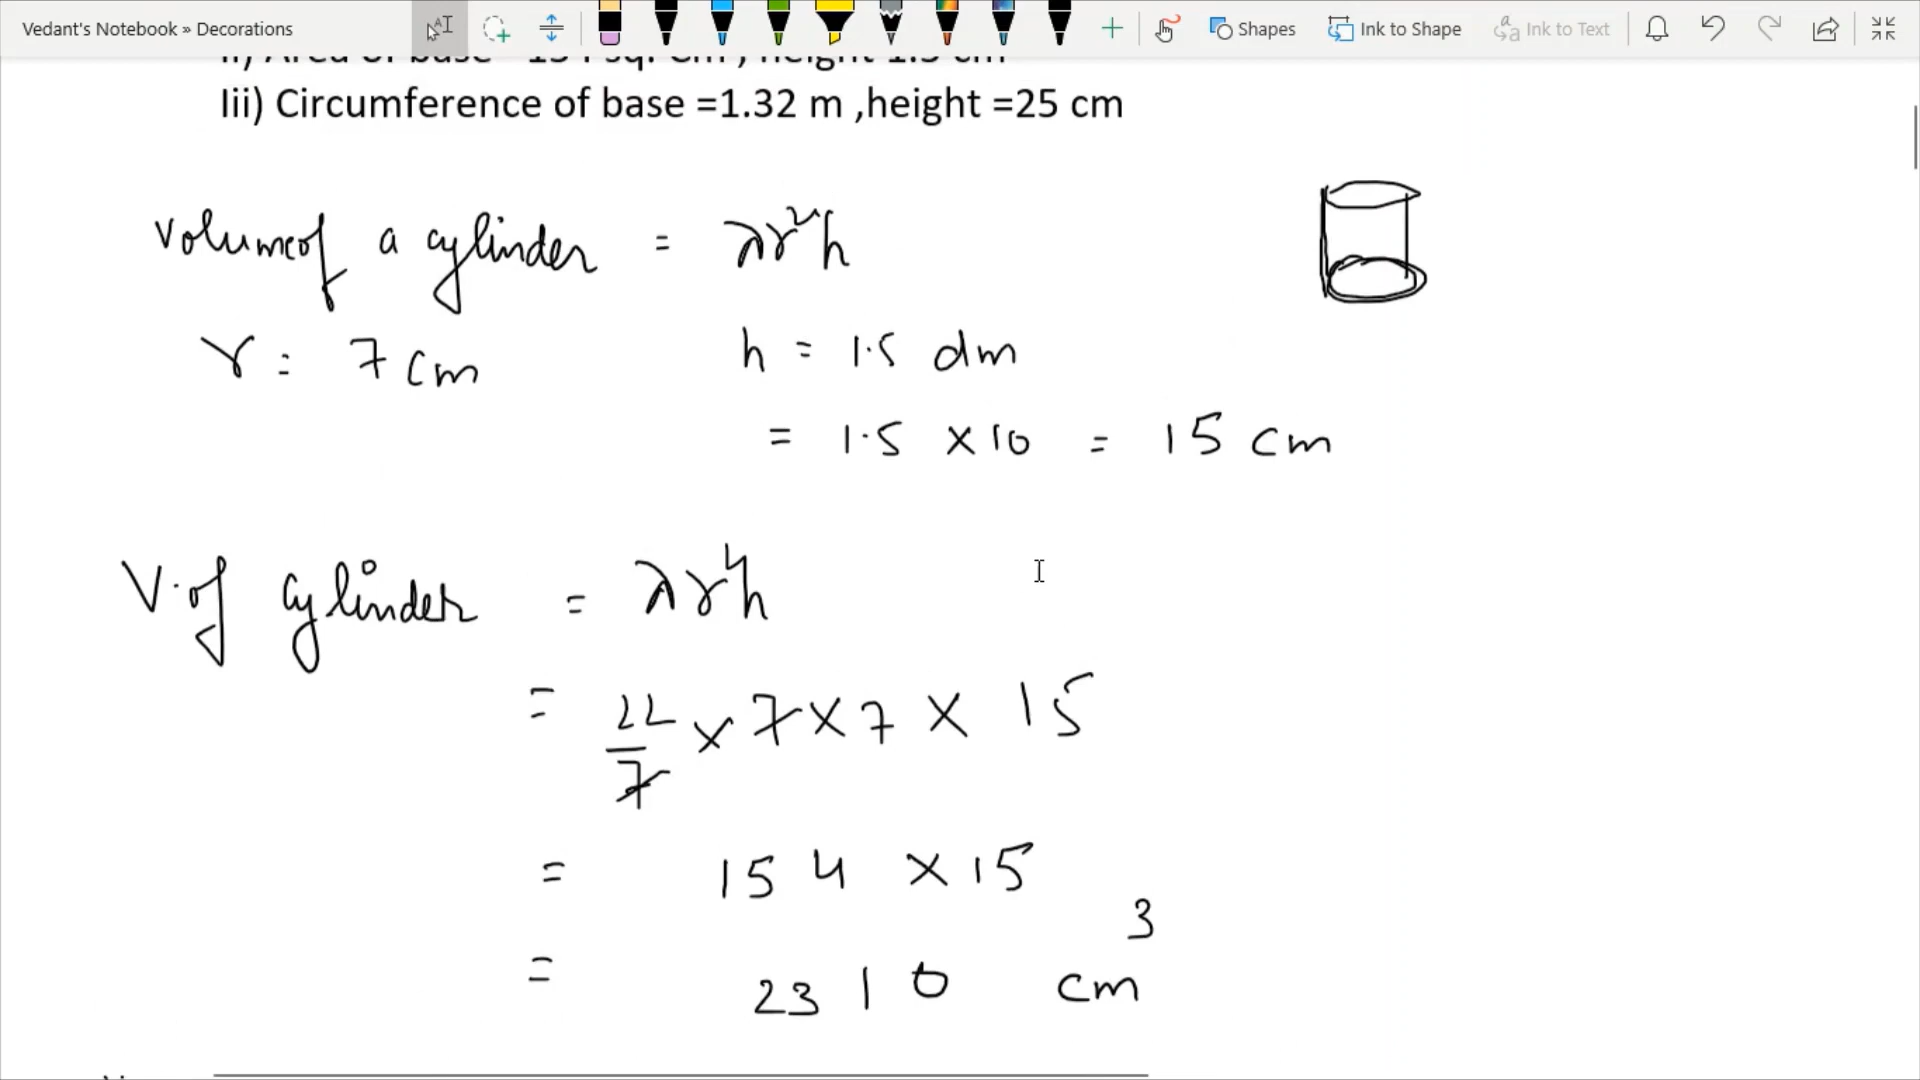 Vedant's Notebook » Decorations
Shapes
Ink to Shape
Ink to Text
Iii) Circumference of base =1.32 m ,height =25 cm
Volume of a cylinder = πr²h
r = 7 cm
h = 1.5 dm
= 1.5 × 10 = 15 cm
V. of cylinder = πr²h
= 22/7 × 7 × 7 × 15
= 154 × 15
= 2310 cm³